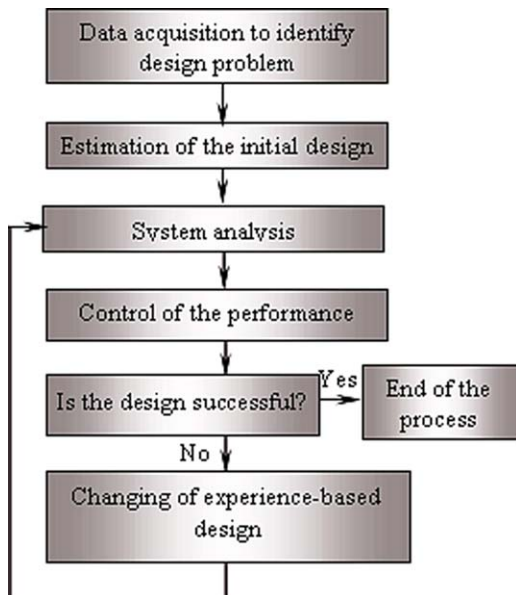 Data acquisition to identify
design problem
Estimation of the initial design
System analysis
Control of the performance
Is the design successful?
Yes
End of the
process
No
Changing of experience-based
design